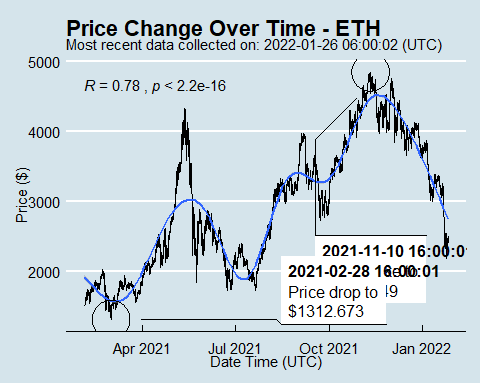 Price Change Over Time - ETH
Most recent data collected on: 2022-01-26 06:00:02 (UTC)
R = 0.78 , p < 2.2e-16
5000
4000
3000
2000
Price ($)
2021-11-10 16:00:0
2021-02-28 16:00:01
Price drop to
49
$1312.673
Apr 2021
Jul 2021
Oct 2021
Jan 2022
Date Time (UTC)